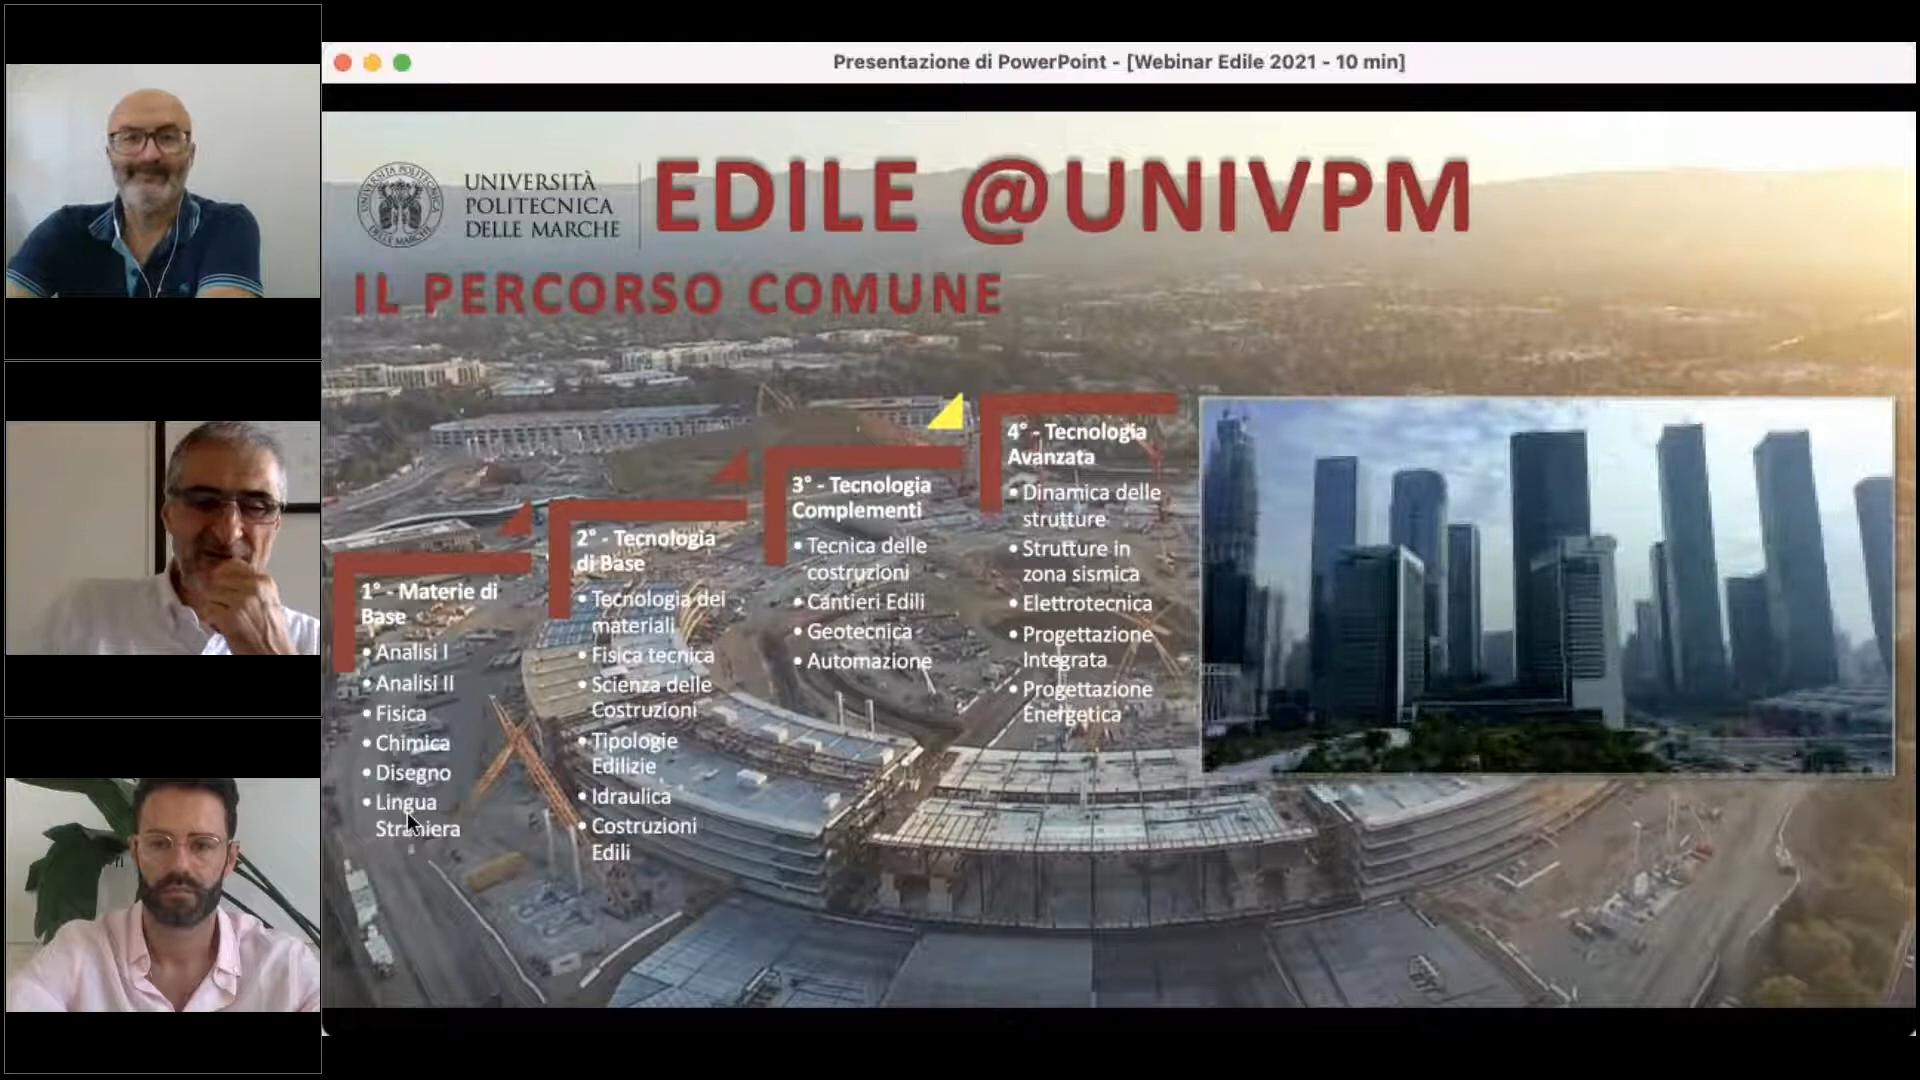 Presentazione di PowerPoint - [Webinar Edile 2021 - 10 min]
UNIVERSITÀ
POLITECNICA
DELLE MARCHE
EDILE @UNIVPM
IL PERCORSO COMUNE
1° - Materie di
Base
• Analisi I
• Analisi II
• Fisica
• Chimica
• Disegno
• Lingua
Straniera
2° - Tecnologia
di Base
• Tecnologia dei
materiali
• Fisica tecnica
• Scienza delle
Costruzioni
• Tipologie
Edilizie
• Idraulica
• Costruzioni
Edili
3° - Tecnologia
Complementi
• Tecnica delle
costruzioni
• Cantieri Edili
• Geotecnica
• Automazione
4° - Tecnologia
Avanzata
• Dinamica delle
strutture
• Strutture in
zona sismica
• Elettrotecnica
• Progettazione
Integrata
• Progettazione
Energetica